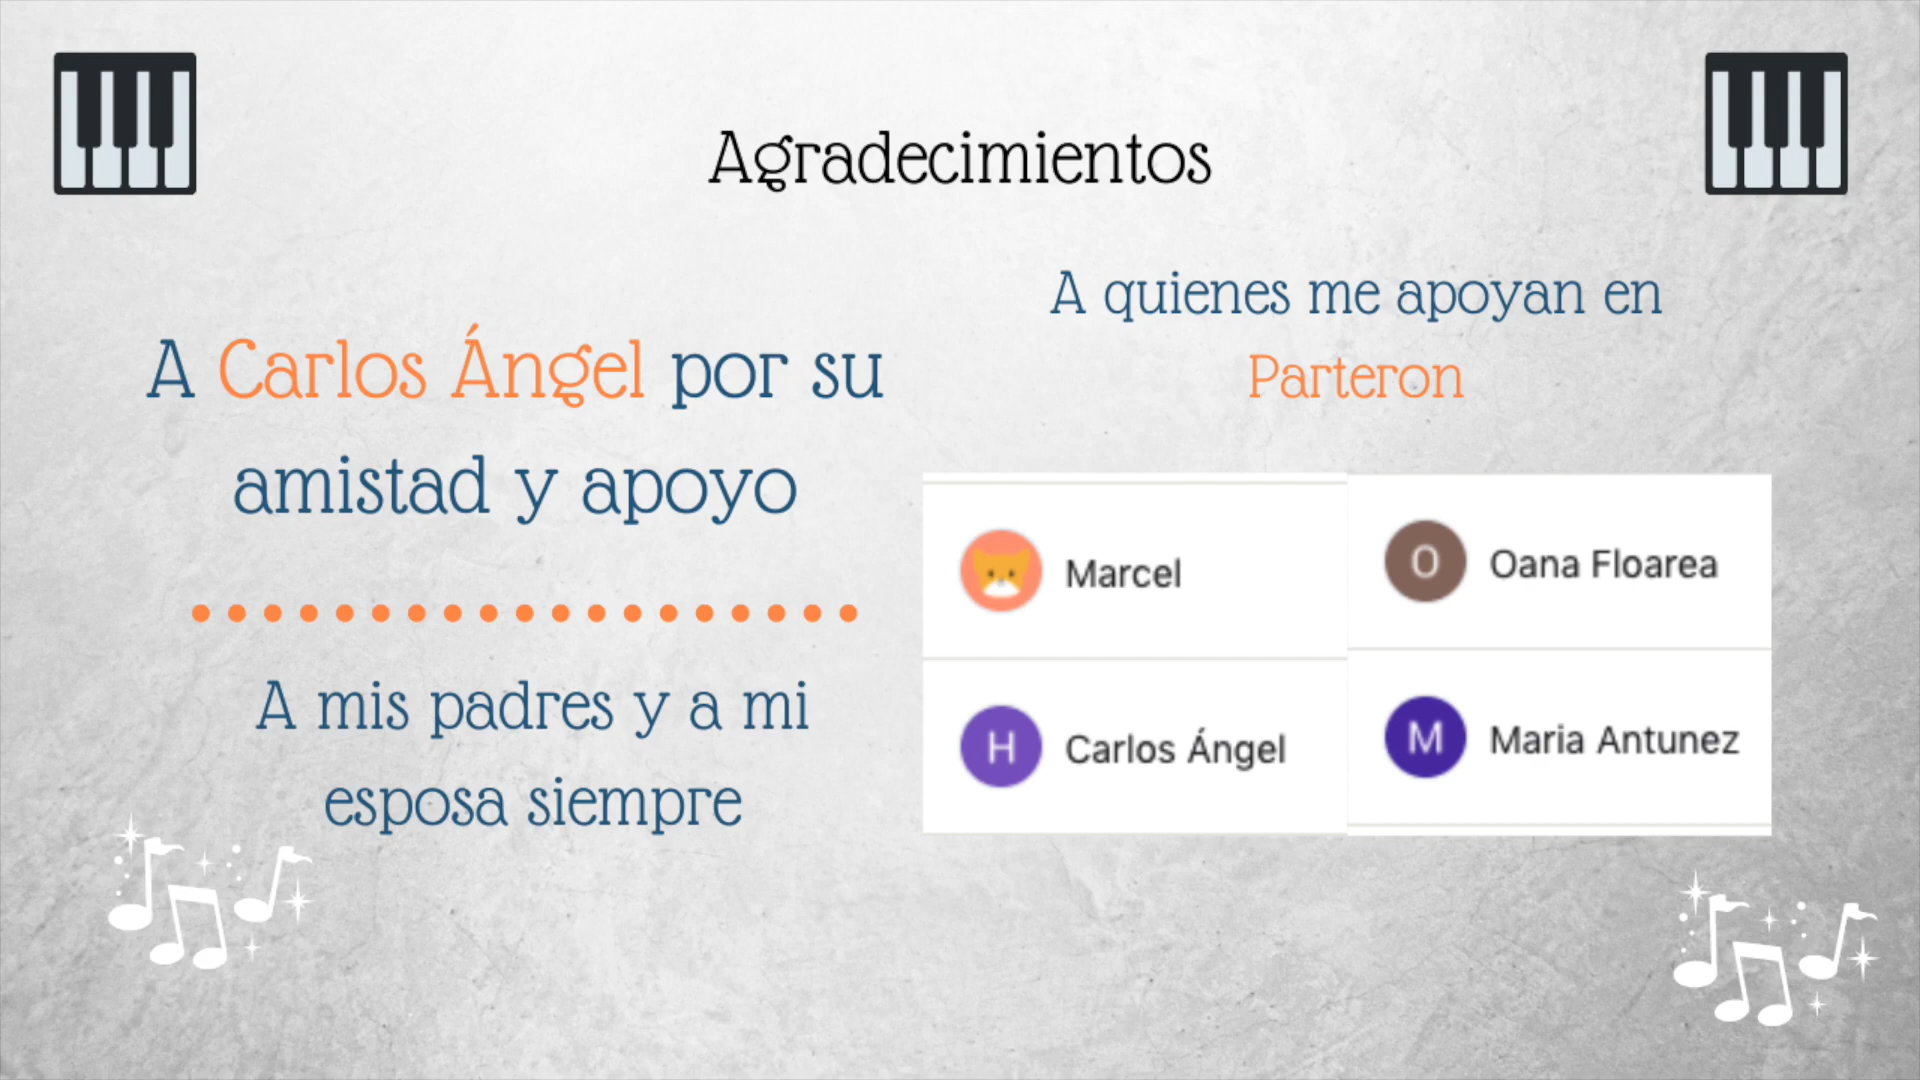 Agradecimientos
A Carlos Ángel por su
amistad y apoyo
A mis padres y a mi
esposa siempre
A quienes me apoyan en
Parteron
Marcel
O Oana Floarea
H Carlos Ángel
M Maria Antunez